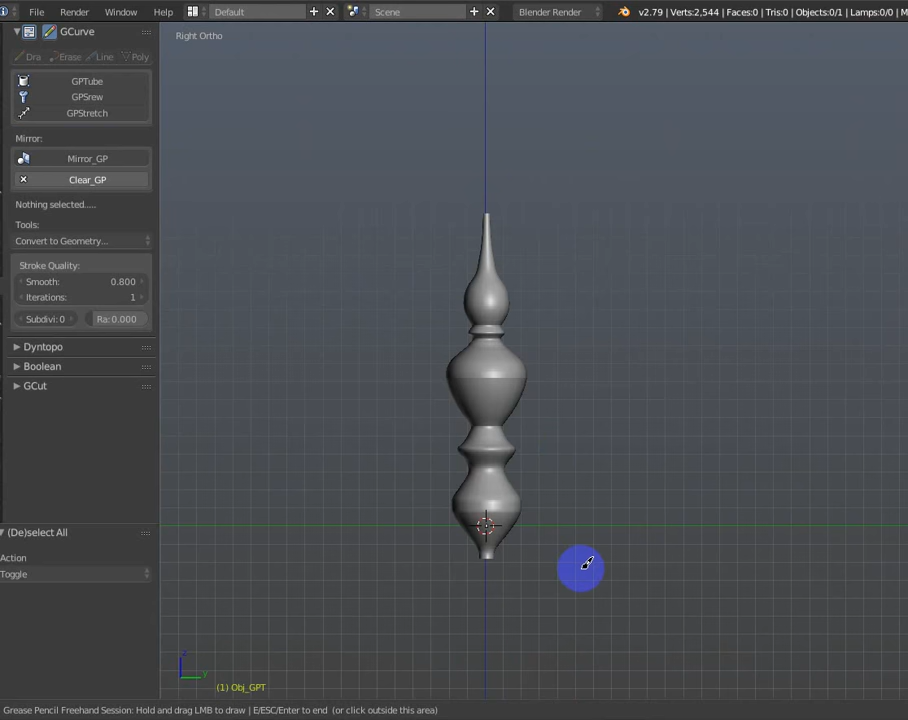 File Render Window Help Default Scene Blender Render v2.79 | Verts:2,544 | Faces:0 | Tris:0 | Objects:0/1 | Lamps:0/0 | M
GCurve
Right Ortho
Dra Erase Line Poly
GPTube
GPSrew
GPStretch
Mirror:
Mirror_GP
Clear_GP
Nothing selected.....
Tools:
Convert to Geometry...
Stroke Quality:
Smooth: 0.800
Iterations: 1
Subdivi: 0 Ra: 0.000
Dyntopo
Boolean
GCut
(De)select All
Action
Toggle
z
y
(1) Obj_GPT
Grease Pencil Freehand Session: Hold and drag LMB to draw | E/ESC/Enter to end (or click outside this area)